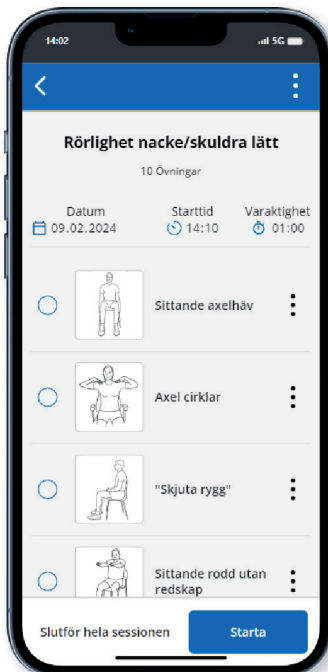 14:02
5G
Rörlighet nacke/skuldra lätt
10 Övningar
Datum Starttid Varaktighet
09.02.2024 14:10 01:00
Sittande axelhäv
Axel cirklar
"Skjuta rygg"
Sittande rodd utan
redskap
Slutför hela sessionen Starta